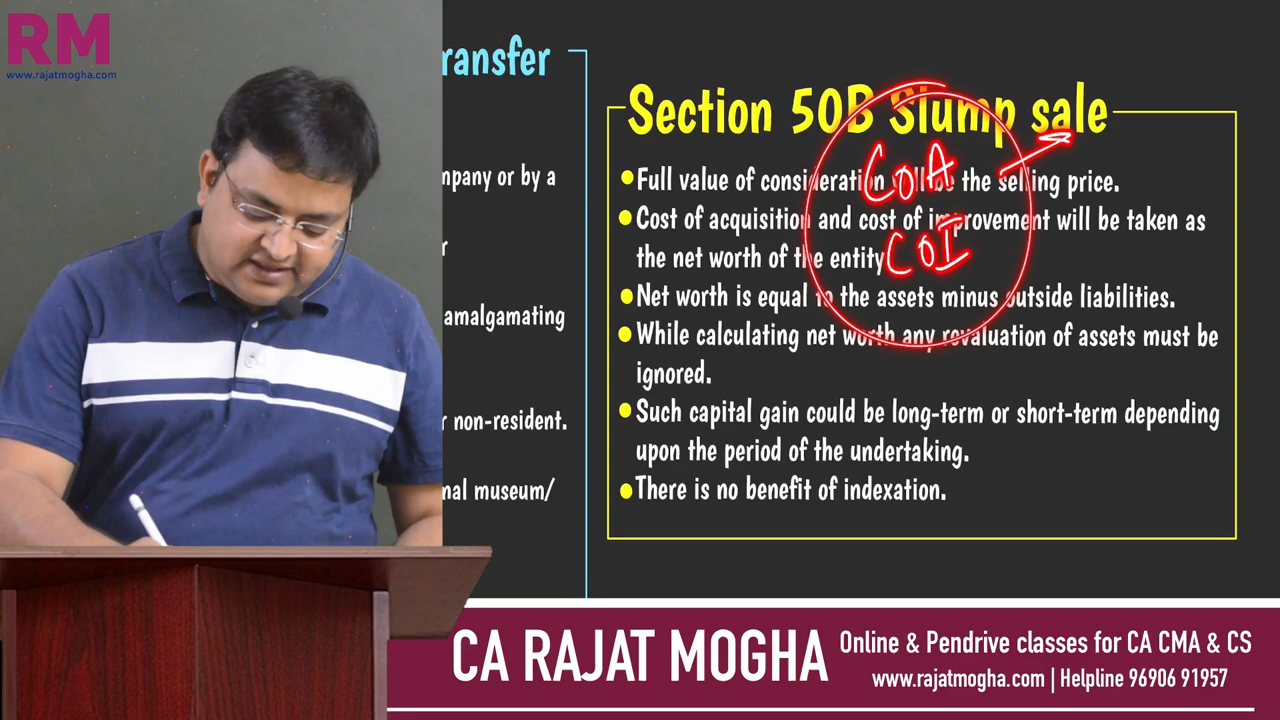 RM
www.rajatmogha.com
ransfer
mpany or by a
r
amalgamating
r non-resident.
nal museum/
Section 50B Slump sale
Full value of consideration will be the selling price.
Cost of acquisition and cost of improvement will be taken as
the net worth of the entity
Net worth is equal to the assets minus outside liabilities.
While calculating net worth any revaluation of assets must be
ignored.
Such capital gain could be long-term or short-term depending
upon the period of the undertaking.
There is no benefit of indexation.
COA
COI
CA RAJAT MOGHA
Online & Pendrive classes for CA CMA & CS
www.rajatmogha.com | Helpline 96906 91957